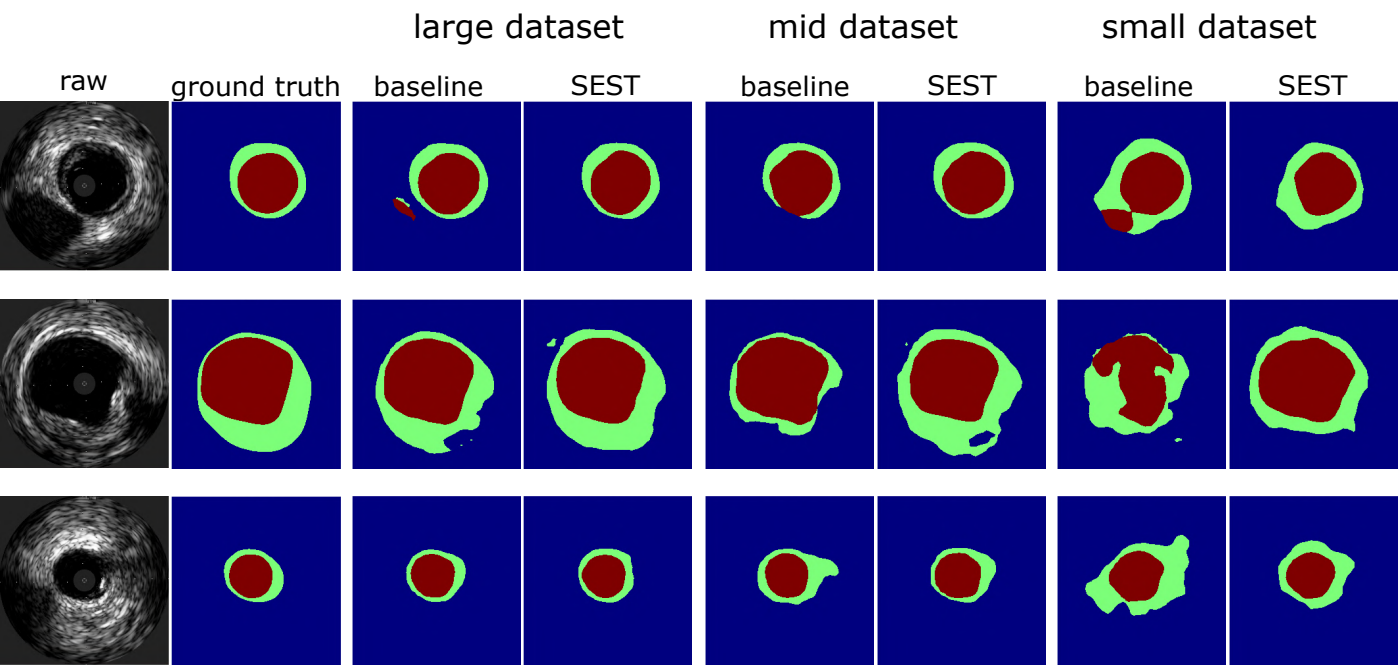 large dataset mid dataset small dataset
raw ground truth baseline SEST baseline SEST baseline SEST